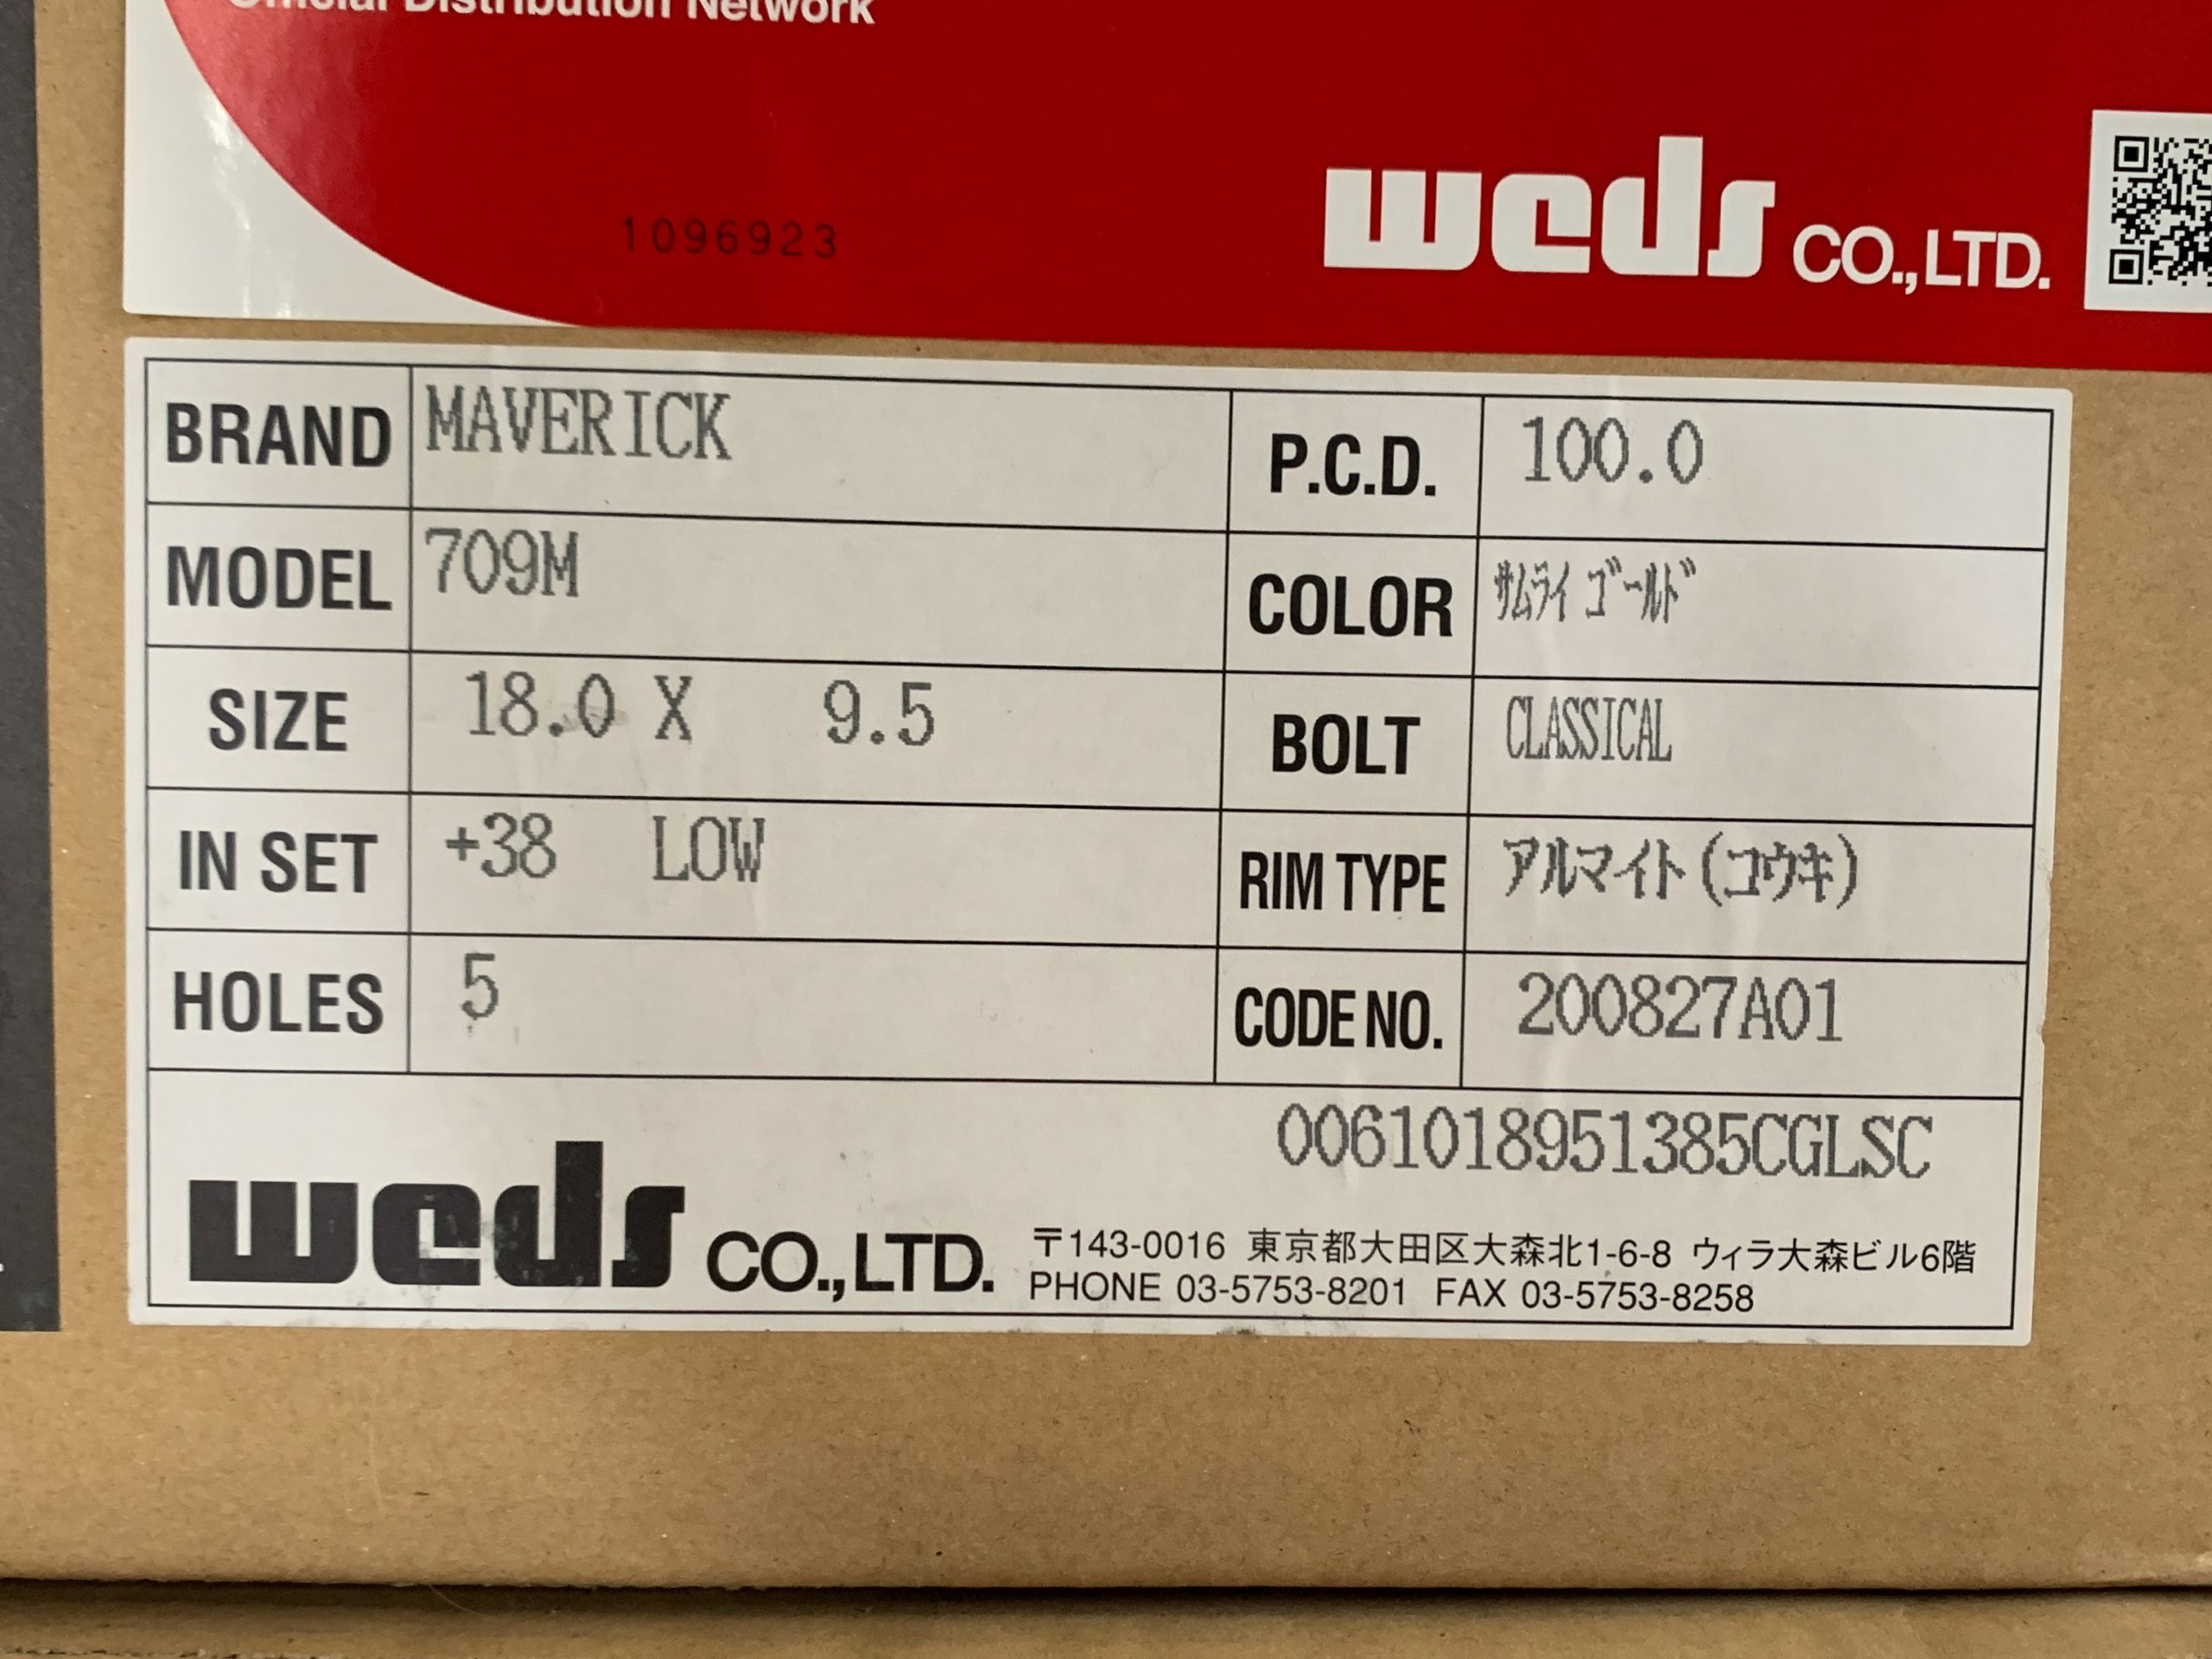 Official Distribution Network
1096923
weds CO.,LTD.
BRAND MAVERICK P.C.D. 100.0
MODEL 709M COLOR ｻﾑﾗｲ ｺﾞｰﾙﾄﾞ
SIZE 18.0 X 9.5 BOLT CLASSICAL
IN SET +38 LOW RIM TYPE アルマイト(コウキ)
HOLES 5 CODE NO. 200827A01
0061018951385CGLSC
weds CO.,LTD. 〒143-0016 東京都大田区大森北1-6-8 ウィラ大森ビル6階
PHONE 03-5753-8201 FAX 03-5753-8258